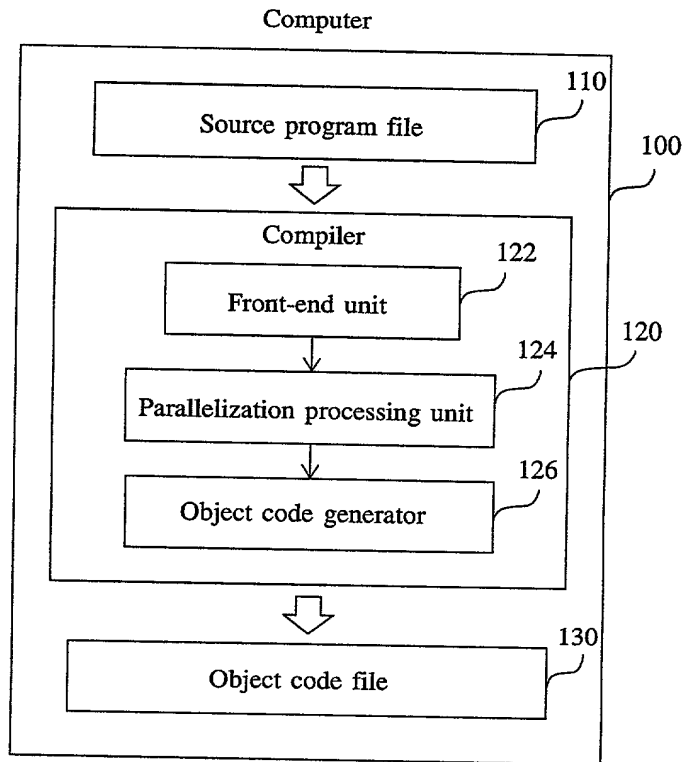 Computer
110
Source program file
100
Compiler
122
Front-end unit
124
120
Parallelization processing unit
126
Object code generator
130
Object code file